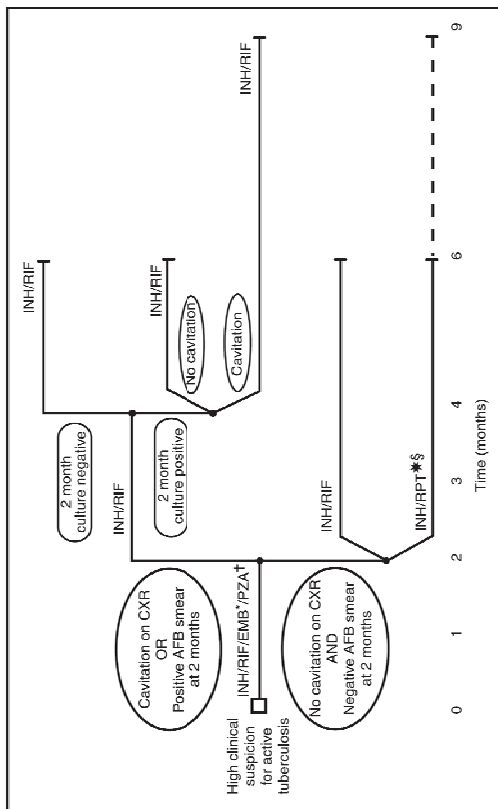 High clinical
suspicion
for active
tuberculosis
INH/RIF/EMB*/PZA†
Cavitation on CXR
OR
Positive AFB smear
at 2 months
No cavitation on CXR
AND
Negative AFB smear
at 2 months
INH/RIF
2 month
culture negative
2 month
culture positive
INH/RIF
No cavitation
INH/RIF
Cavitation
INH/RIF
INH/RIF
INH/RPT*§
0
1
2
3
4
6
9
Time (months)